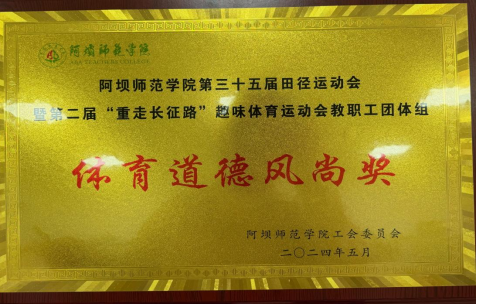 阿坝师范学院
ABA TEACHERS COLLEGE
阿坝师范学院第三十五届田径运动会
暨第二届“重走长征路”趣味体育运动会教职工团体组
体育道德风尚奖
阿坝师范学院工会委员会
二〇二四年五月